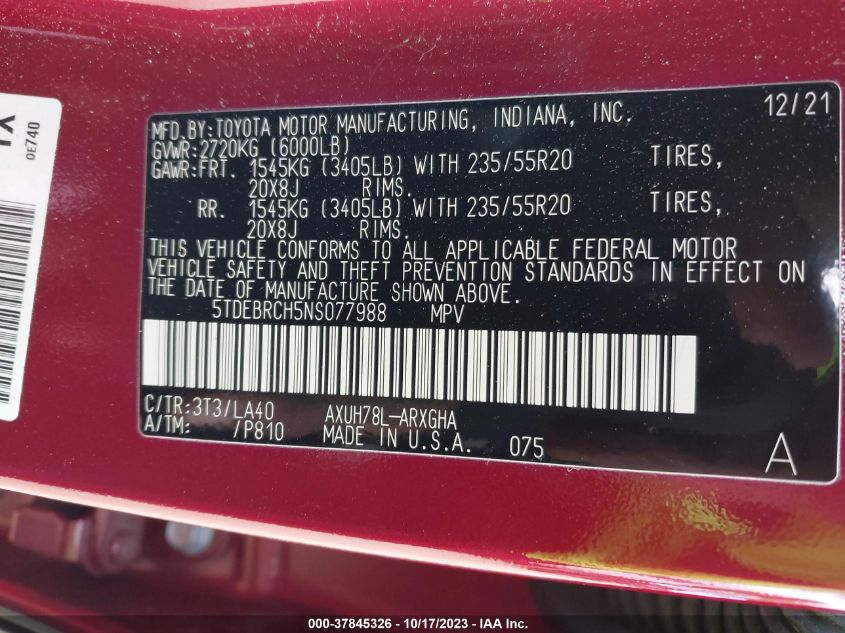 12/21
MFD.BY:TOYOTA MOTOR MANUFACTURING, INDIANA, INC.
GVWR:2720KG (6000LB)
GAWR:FRT. 1545KG (3405LB) WITH 235/55R20 TIRES,
20X8J RIMS.
RR. 1545KG (3405LB) WITH 235/55R20 TIRES,
20X8J RIMS.
THIS VEHICLE CONFORMS TO ALL APPLICABLE FEDERAL MOTOR
VEHICLE SAFETY AND THEFT PREVENTION STANDARDS IN EFFECT ON
THE DATE OF MANUFACTURE SHOWN ABOVE.
5TDEBRCH5NS077988 MPV
C/TR:3T3/LA40 AXUH78L-ARXGHA
A/TM: /P810 MADE IN U.S.A. 075
A
0E740
000-37845326 - 10/17/2023 - IAA Inc.